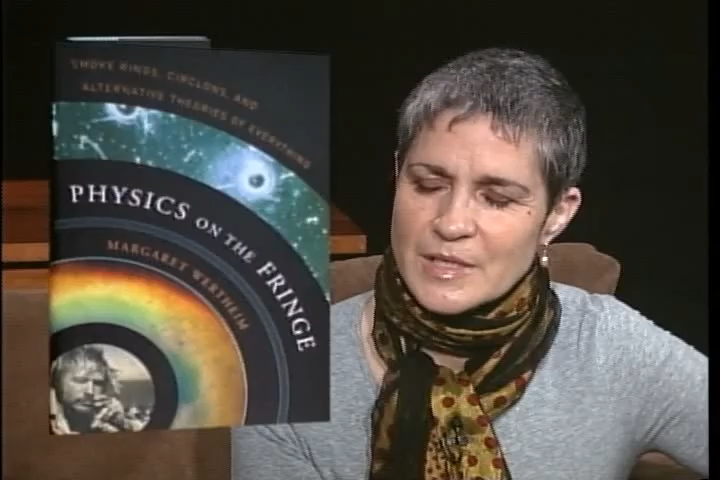 SMOKE RINGS, CIRCLONS, AND
ALTERNATIVE THEORIES OF EVERYTHING
PHYSICS ON THE FRINGE
MARGARET WERTHEIM